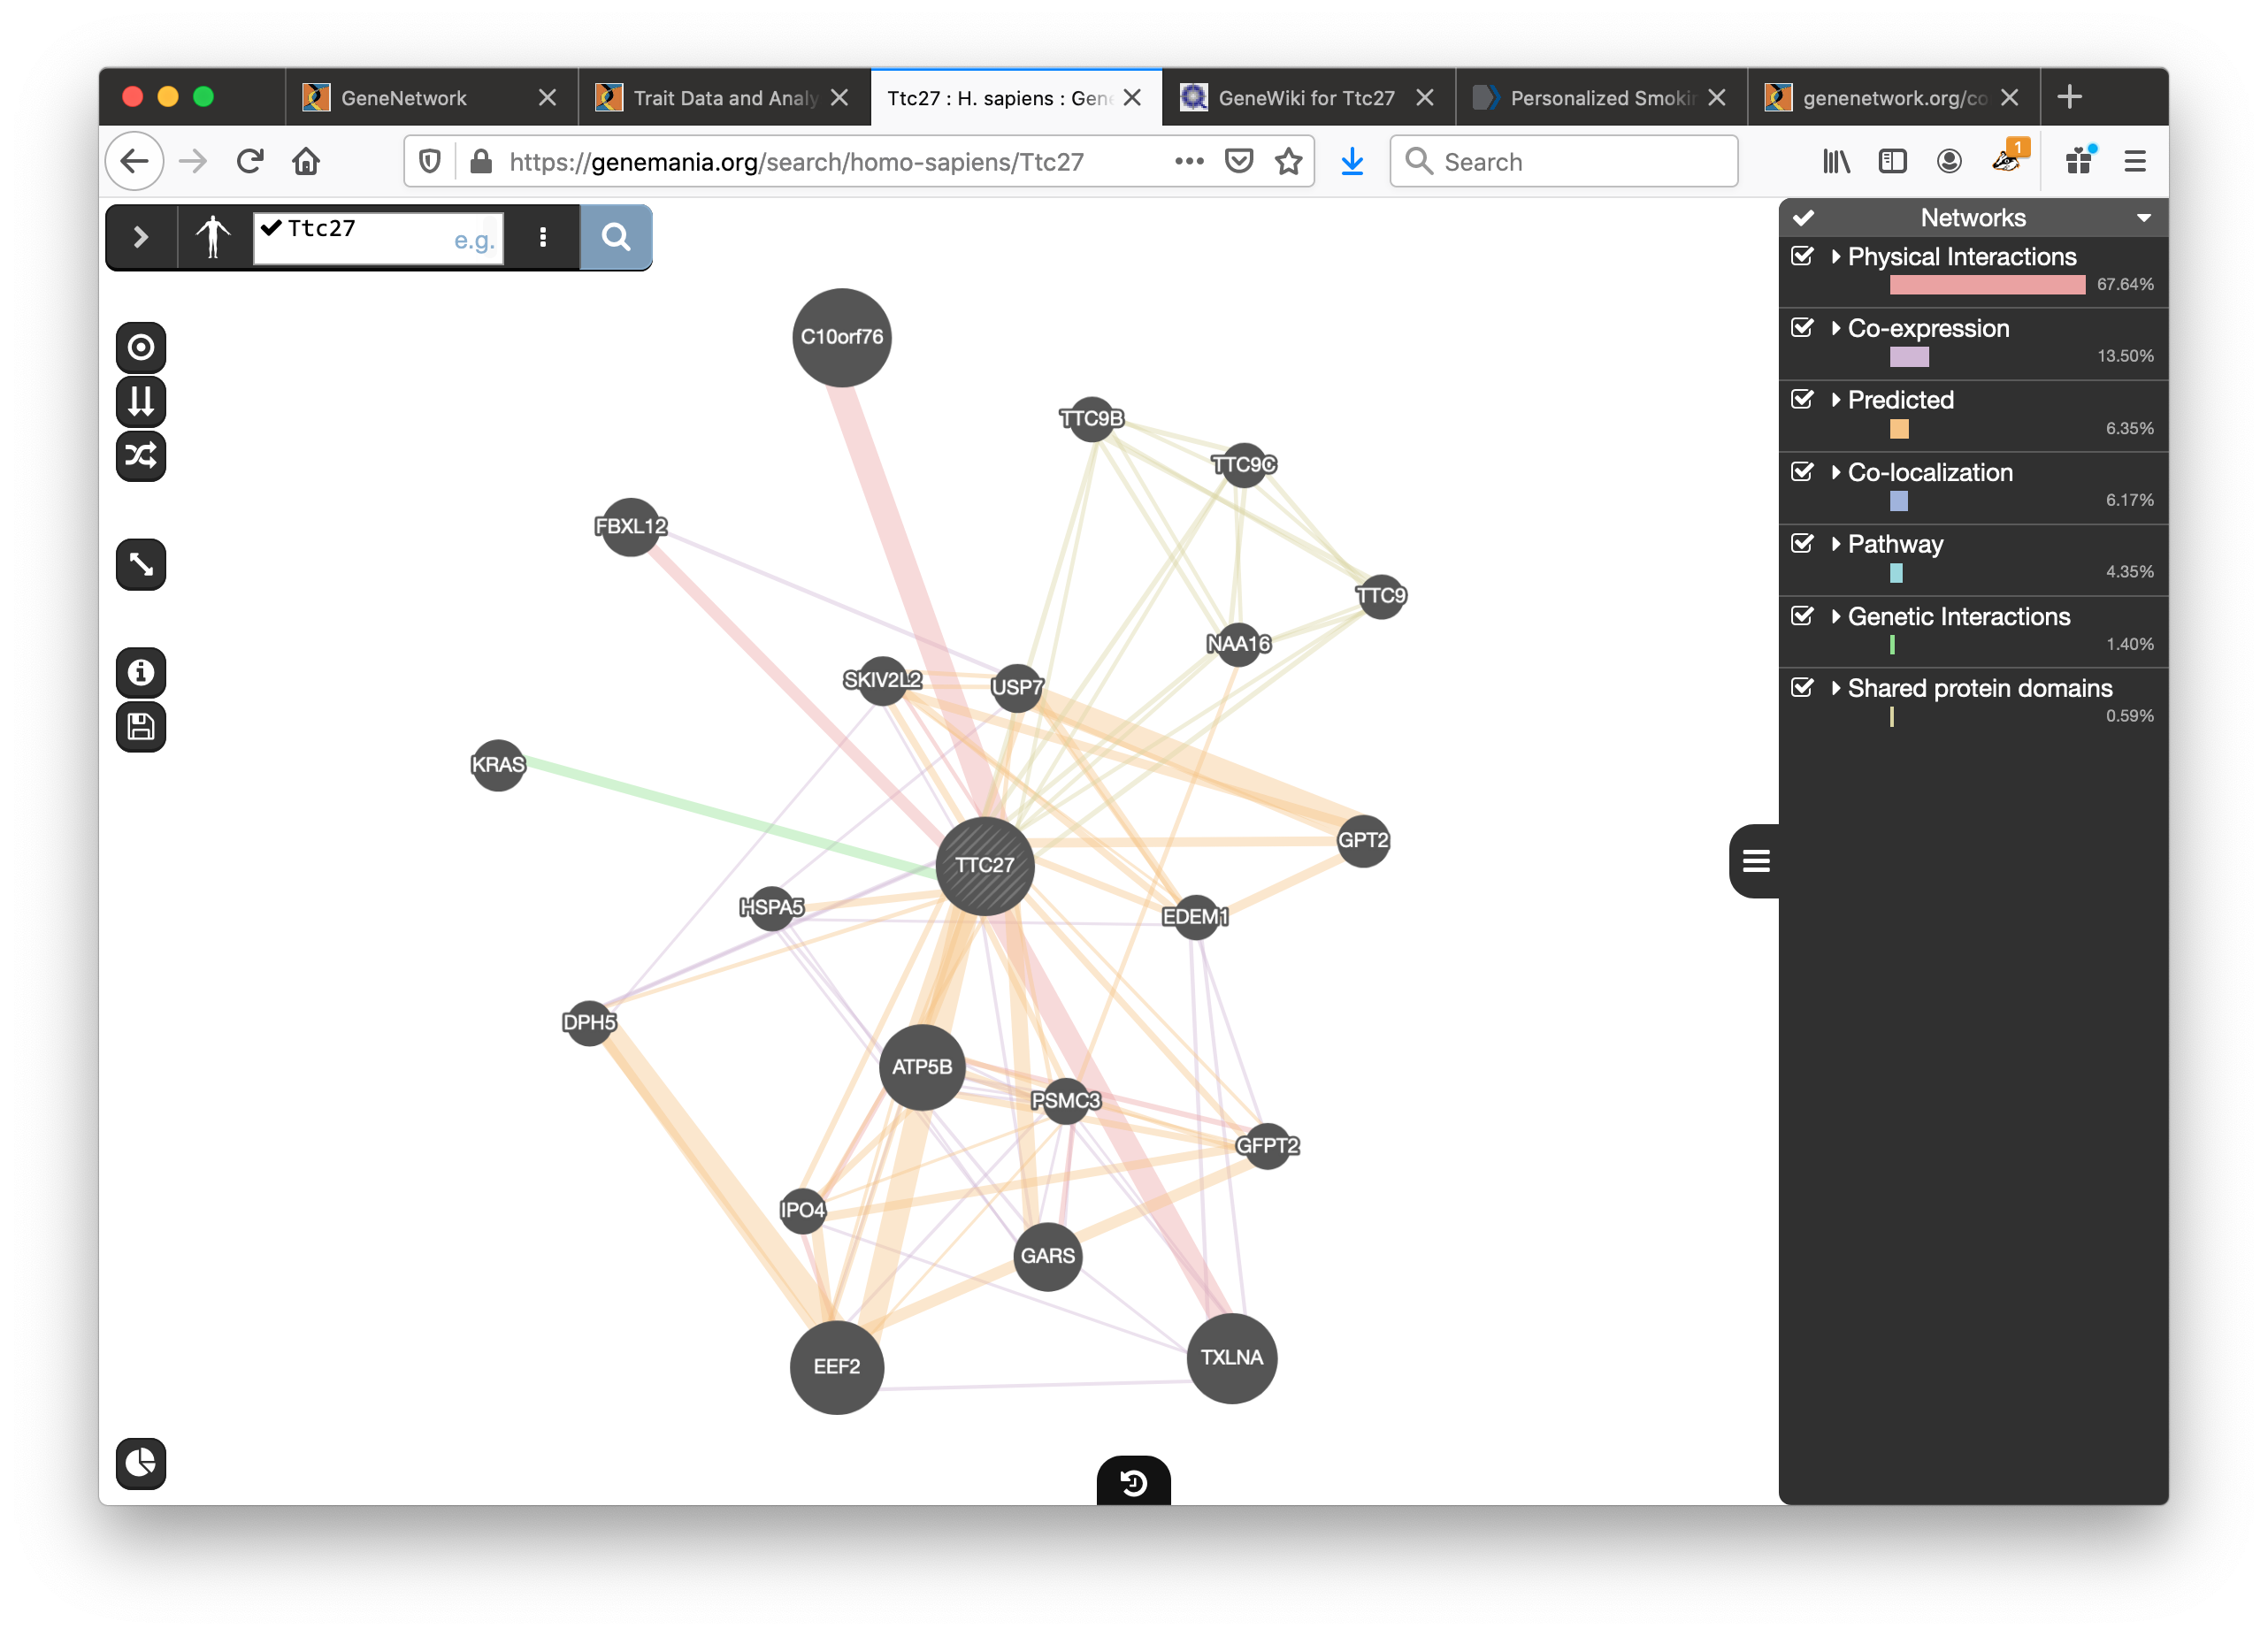 GeneNetwork
Trait Data and Analy
Ttc27 : H. sapiens : Gene
GeneWiki for Ttc27
Personalized Smokin
genenetwork.org/co
https://genemania.org/search/homo-sapiens/Ttc27
Search
1
Ttc27
e.g.
Networks
Physical Interactions
67.64%
Co-expression
13.50%
Predicted
6.35%
Co-localization
6.17%
Pathway
4.35%
Genetic Interactions
1.40%
Shared protein domains
0.59%
C10orf76
TTC9B
TTC9C
FBXL12
TTC9
NAA16
SKIV2L2
USP7
KRAS
GPT2
TTC27
HSPA5
EDEM1
DPH5
ATP5B
PSMC3
GFPT2
IPO4
GARS
TXLNA
EEF2